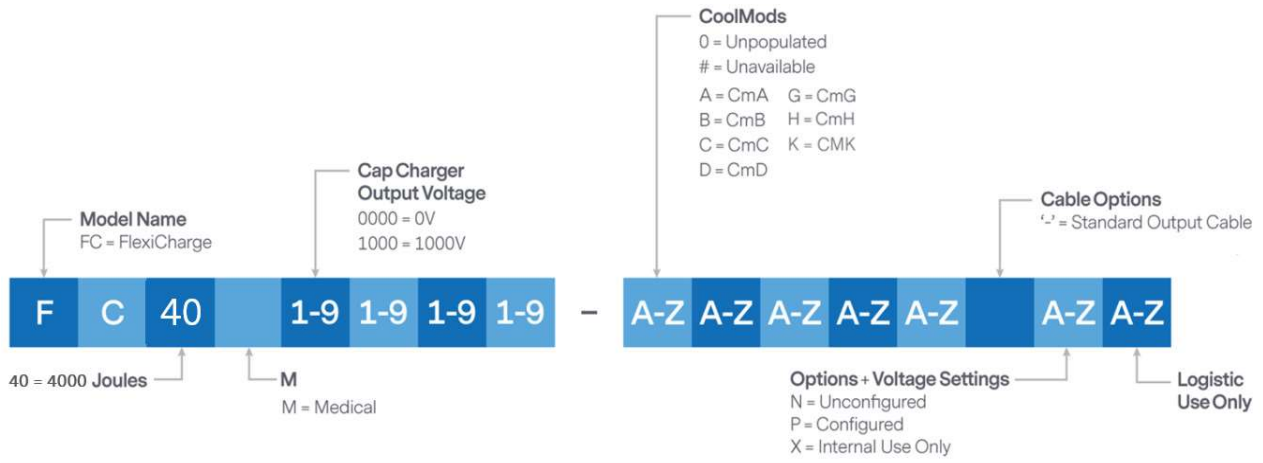 CoolMods
0 = Unpopulated
# = Unavailable
A = CmA G = CmG
B = CmB H = CmH
C = CmC K = CMK
D = CmD
Cap Charger
Output Voltage
0000 = 0V
1000 = 1000V
Model Name
FC = FlexiCharge
Cable Options
‘-’ = Standard Output Cable
F C 40 1-9 1-9 1-9 1-9 – A-Z A-Z A-Z A-Z A-Z A-Z A-Z
40 = 4000 Joules
M
M = Medical
Options + Voltage Settings
N = Unconfigured
P = Configured
X = Internal Use Only
Logistic
Use Only